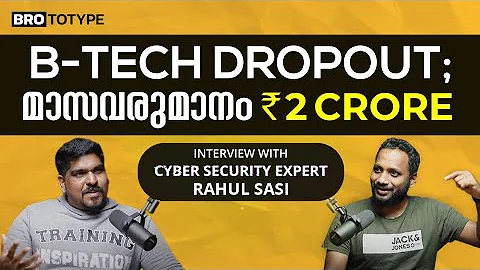 BROTOTYPE
B-TECH DROPOUT;
മാസവരുമാനം ₹2 CRORE
INTERVIEW WITH
CYBER SECURITY EXPERT
RAHUL SASI
TRAINING
INSPIRATION
JACK&
JONES